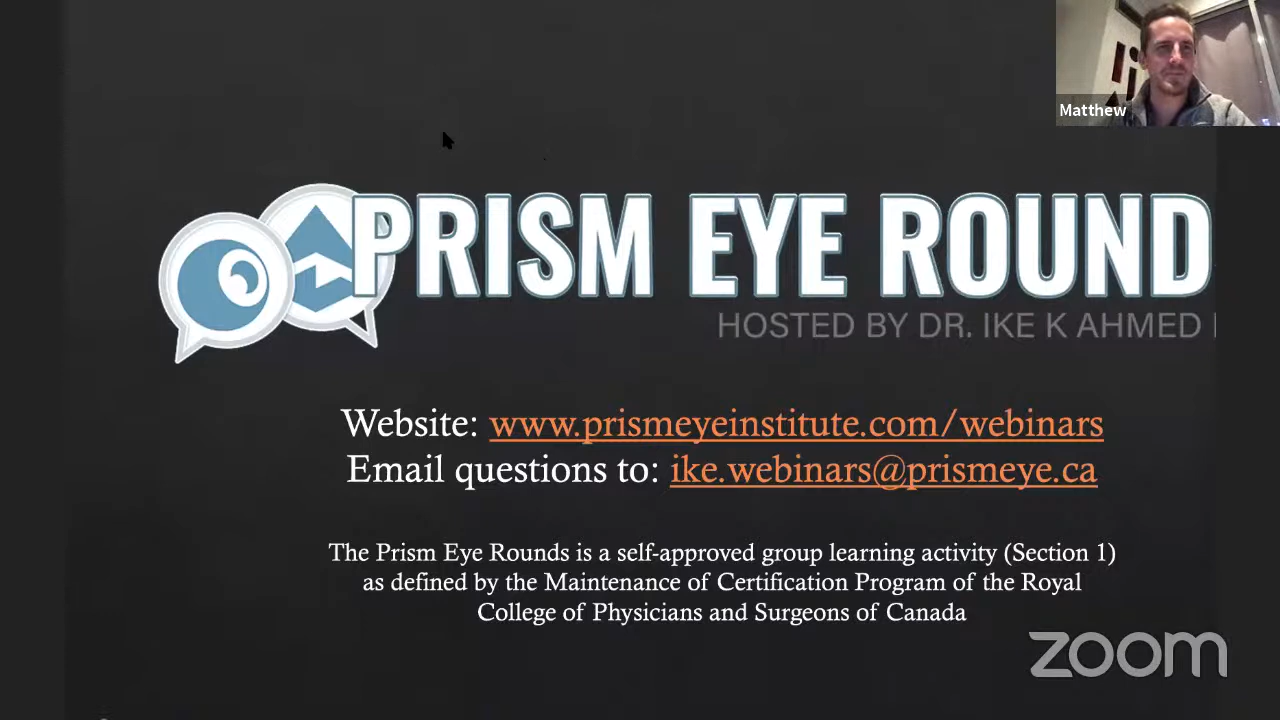 Matthew
PRISM EYE ROUND
HOSTED BY DR. IKE K AHMED
Website: www.prismeyeinstitute.com/webinars
Email questions to: ike.webinars@prismeye.ca
The Prism Eye Rounds is a self-approved group learning activity (Section 1)
as defined by the Maintenance of Certification Program of the Royal
College of Physicians and Surgeons of Canada
zoom